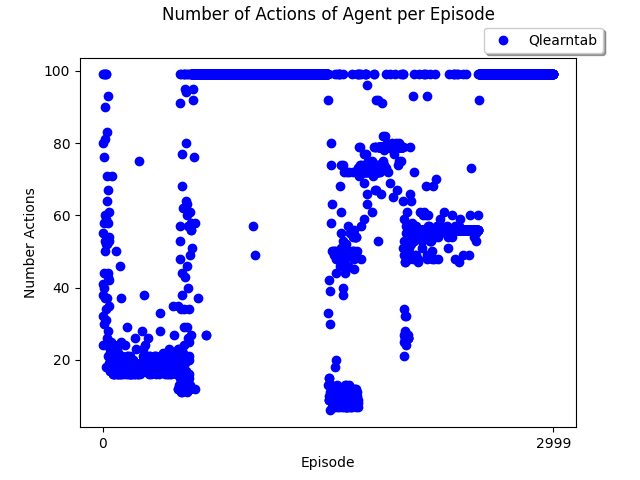 Number of Actions of Agent per Episode
Qlearntab
100
80
60
40
20
Number Actions
0
2999
Episode